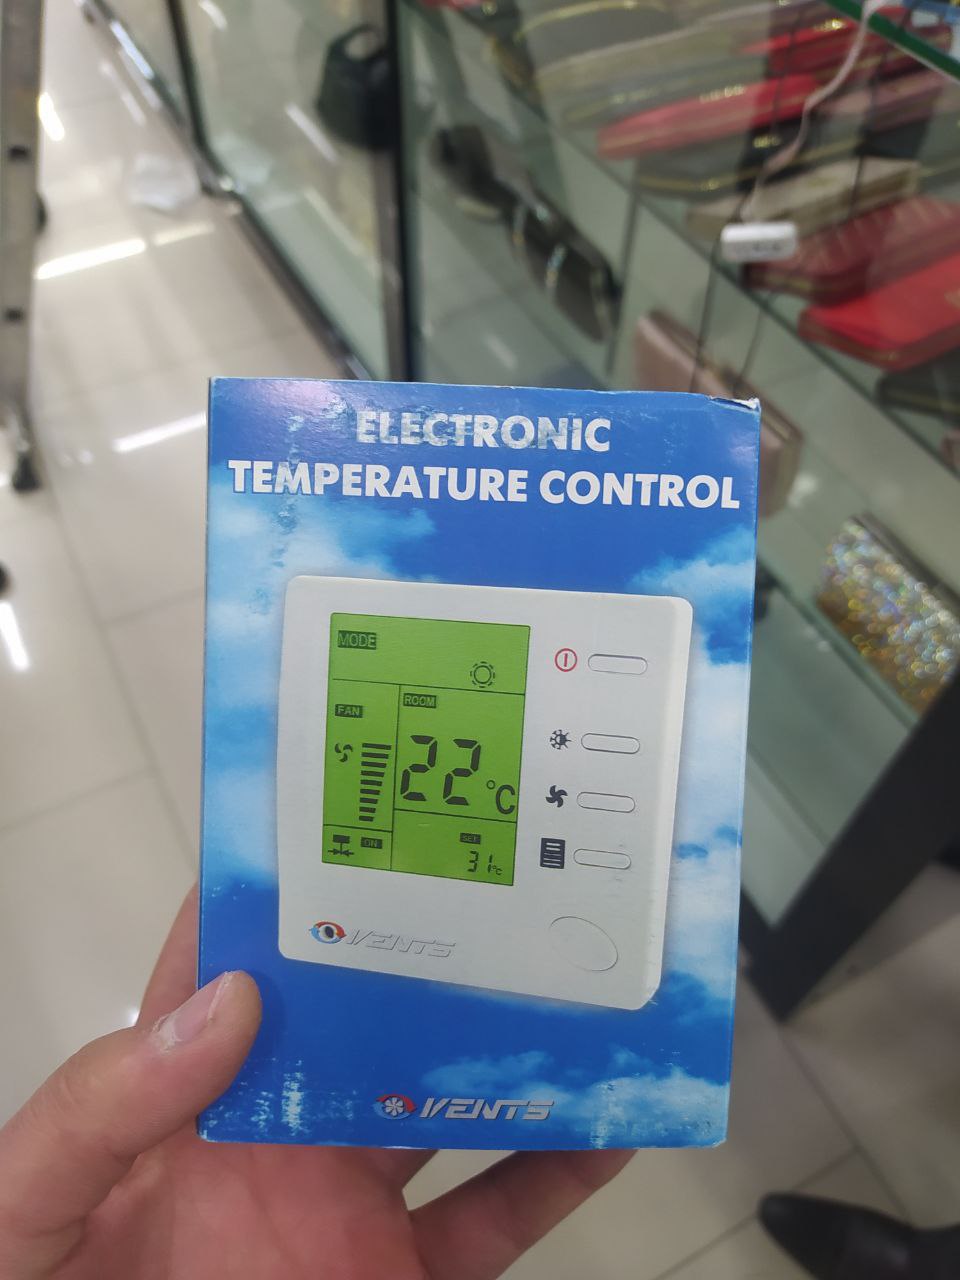 ELECTRONIC
TEMPERATURE CONTROL
MODE
FAN
ROOM
22°C
ON
SET
31°C
VENTS
VENTS